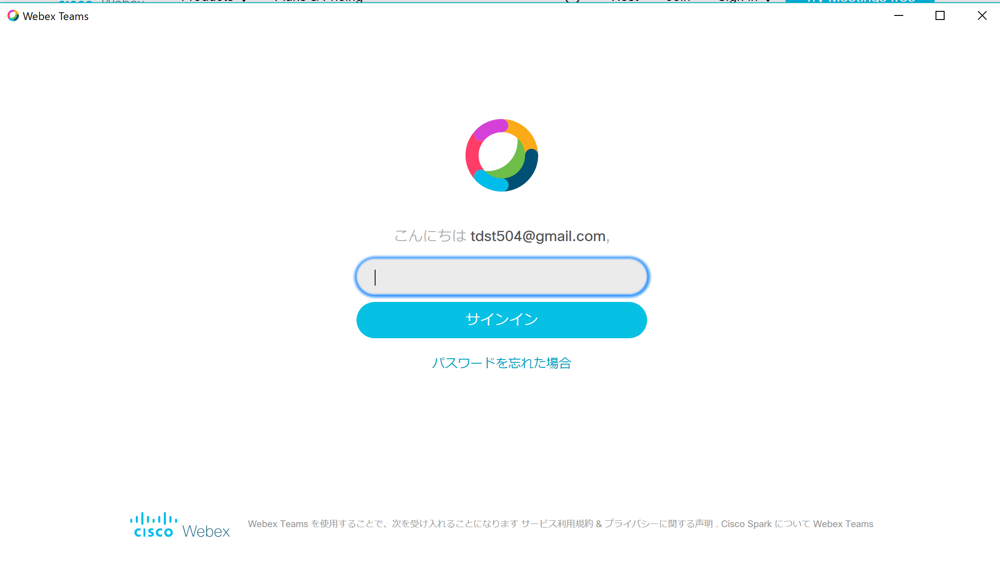 Webex Teams
こんにちは tdst504@gmail.com,
サインイン
パスワードを忘れた場合
cisco Webex
Webex Teams を使用することで、次を受け入れることになります サービス利用規約 & プライバシーに関する声明 . Cisco Spark について Webex Teams